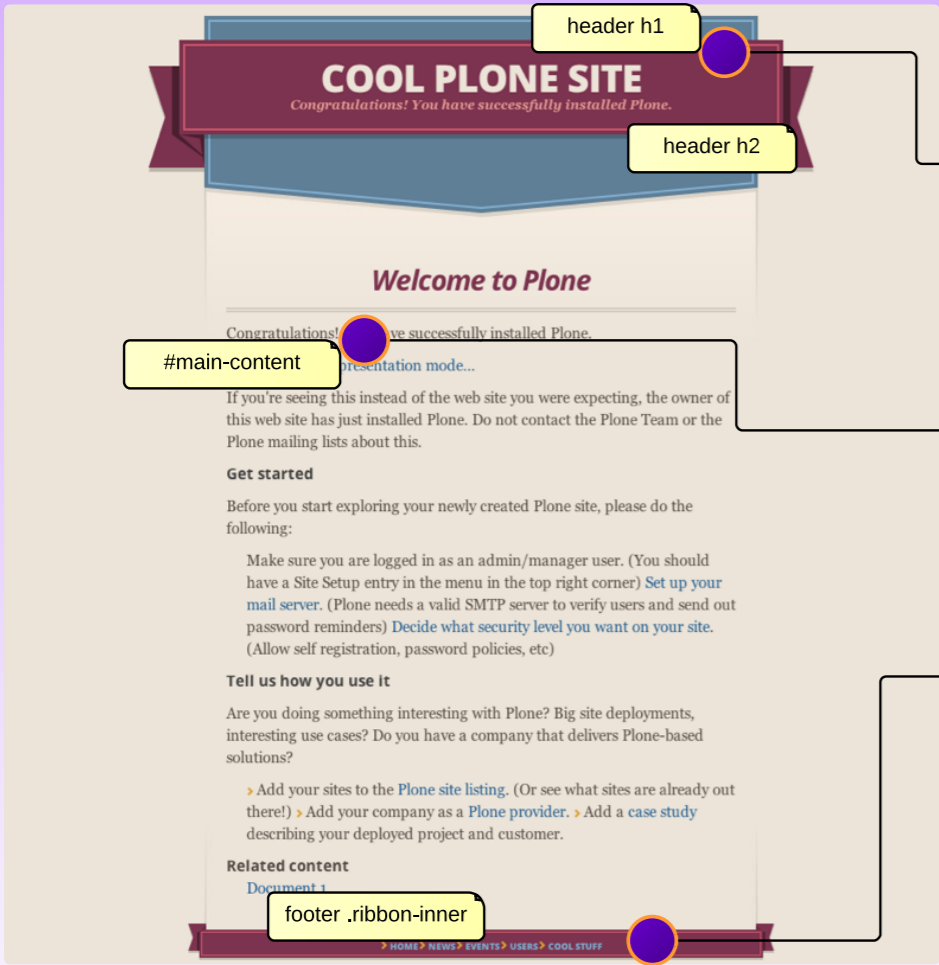 header h1
COOL PLONE SITE
Congratulations! You have successfully installed Plone.
header h2
Welcome to Plone
Congratulations! ve successfully installed Plone.
#main-content
presentation mode...
If you're seeing this instead of the web site you were expecting, the owner of
this web site has just installed Plone. Do not contact the Plone Team or the
Plone mailing lists about this.
Get started
Before you start exploring your newly created Plone site, please do the
following:
Make sure you are logged in as an admin/manager user. (You should
have a Site Setup entry in the menu in the top right corner) Set up your
mail server. (Plone needs a valid SMTP server to verify users and send out
password reminders) Decide what security level you want on your site.
(Allow self registration, password policies, etc)
Tell us how you use it
Are you doing something interesting with Plone? Big site deployments,
interesting use cases? Do you have a company that delivers Plone-based
solutions?
› Add your sites to the Plone site listing. (Or see what sites are already out
there!) › Add your company as a Plone provider. › Add a case study
describing your deployed project and customer.
Related content
Document 1
footer .ribbon-inner
› HOME › NEWS › EVENTS › USERS › COOL STUFF